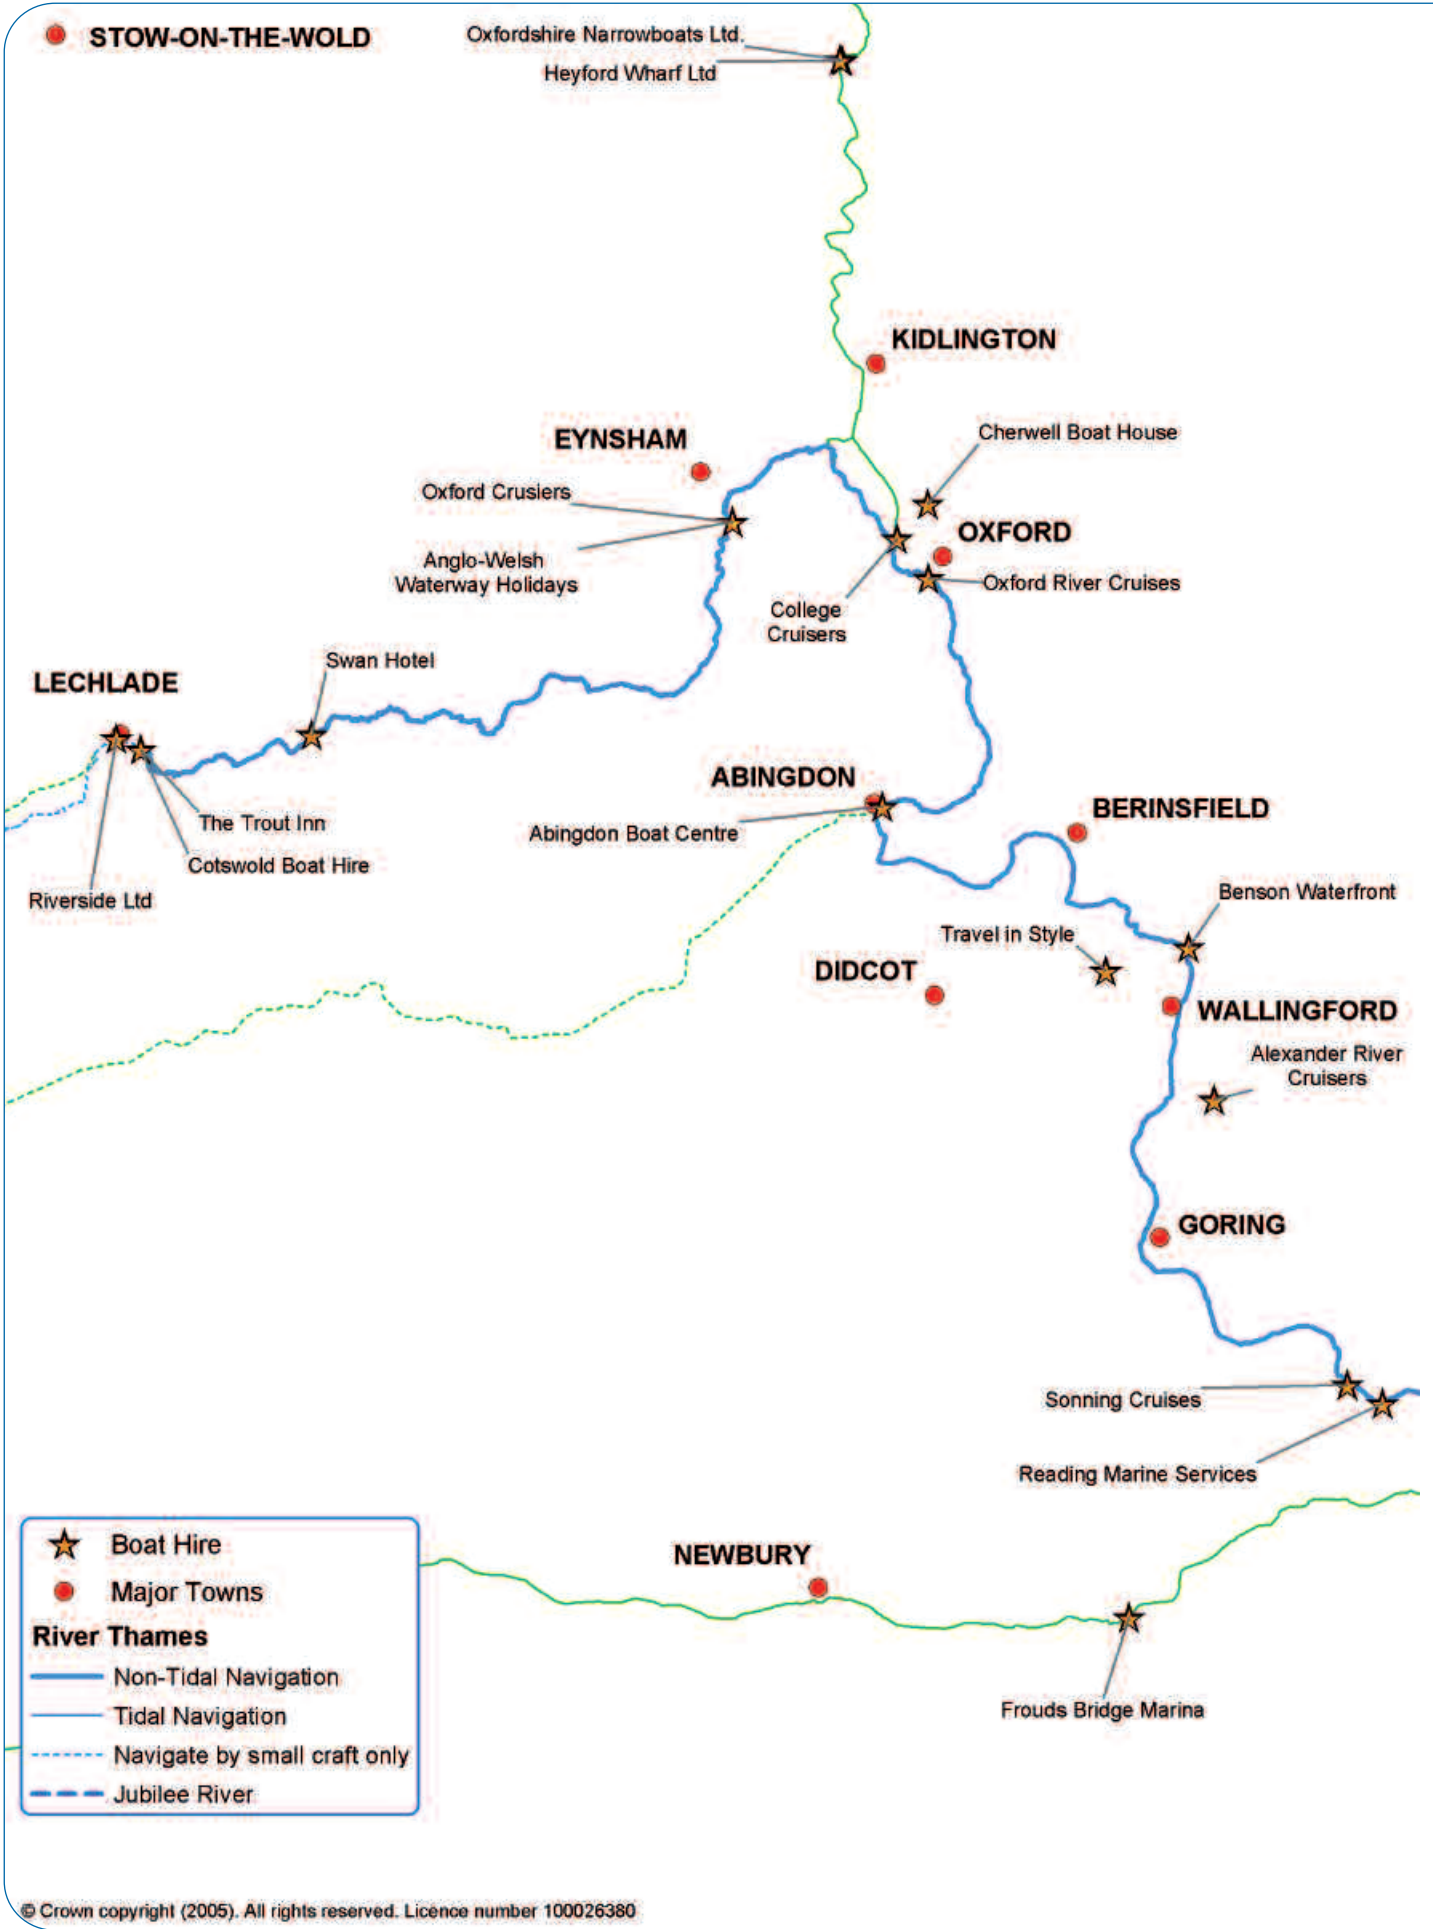 STOW-ON-THE-WOLD
Oxfordshire Narrowboats Ltd.
Heyford Wharf Ltd
KIDLINGTON
Cherwell Boat House
EYNSHAM
Oxford Crusiers
OXFORD
Anglo-Welsh
Waterway Holidays
Oxford River Cruises
College
Cruisers
Swan Hotel
LECHLADE
ABINGDON
BERINSFIELD
The Trout Inn
Abingdon Boat Centre
Cotswold Boat Hire
Riverside Ltd
Benson Waterfront
Travel in Style
DIDCOT
WALLINGFORD
Alexander River
Cruisers
GORING
Sonning Cruises
Reading Marine Services
NEWBURY
Frouds Bridge Marina
Boat Hire
Major Towns
River Thames
Non-Tidal Navigation
Tidal Navigation
Navigate by small craft only
Jubilee River
© Crown copyright (2005). All rights reserved. Licence number 100026380